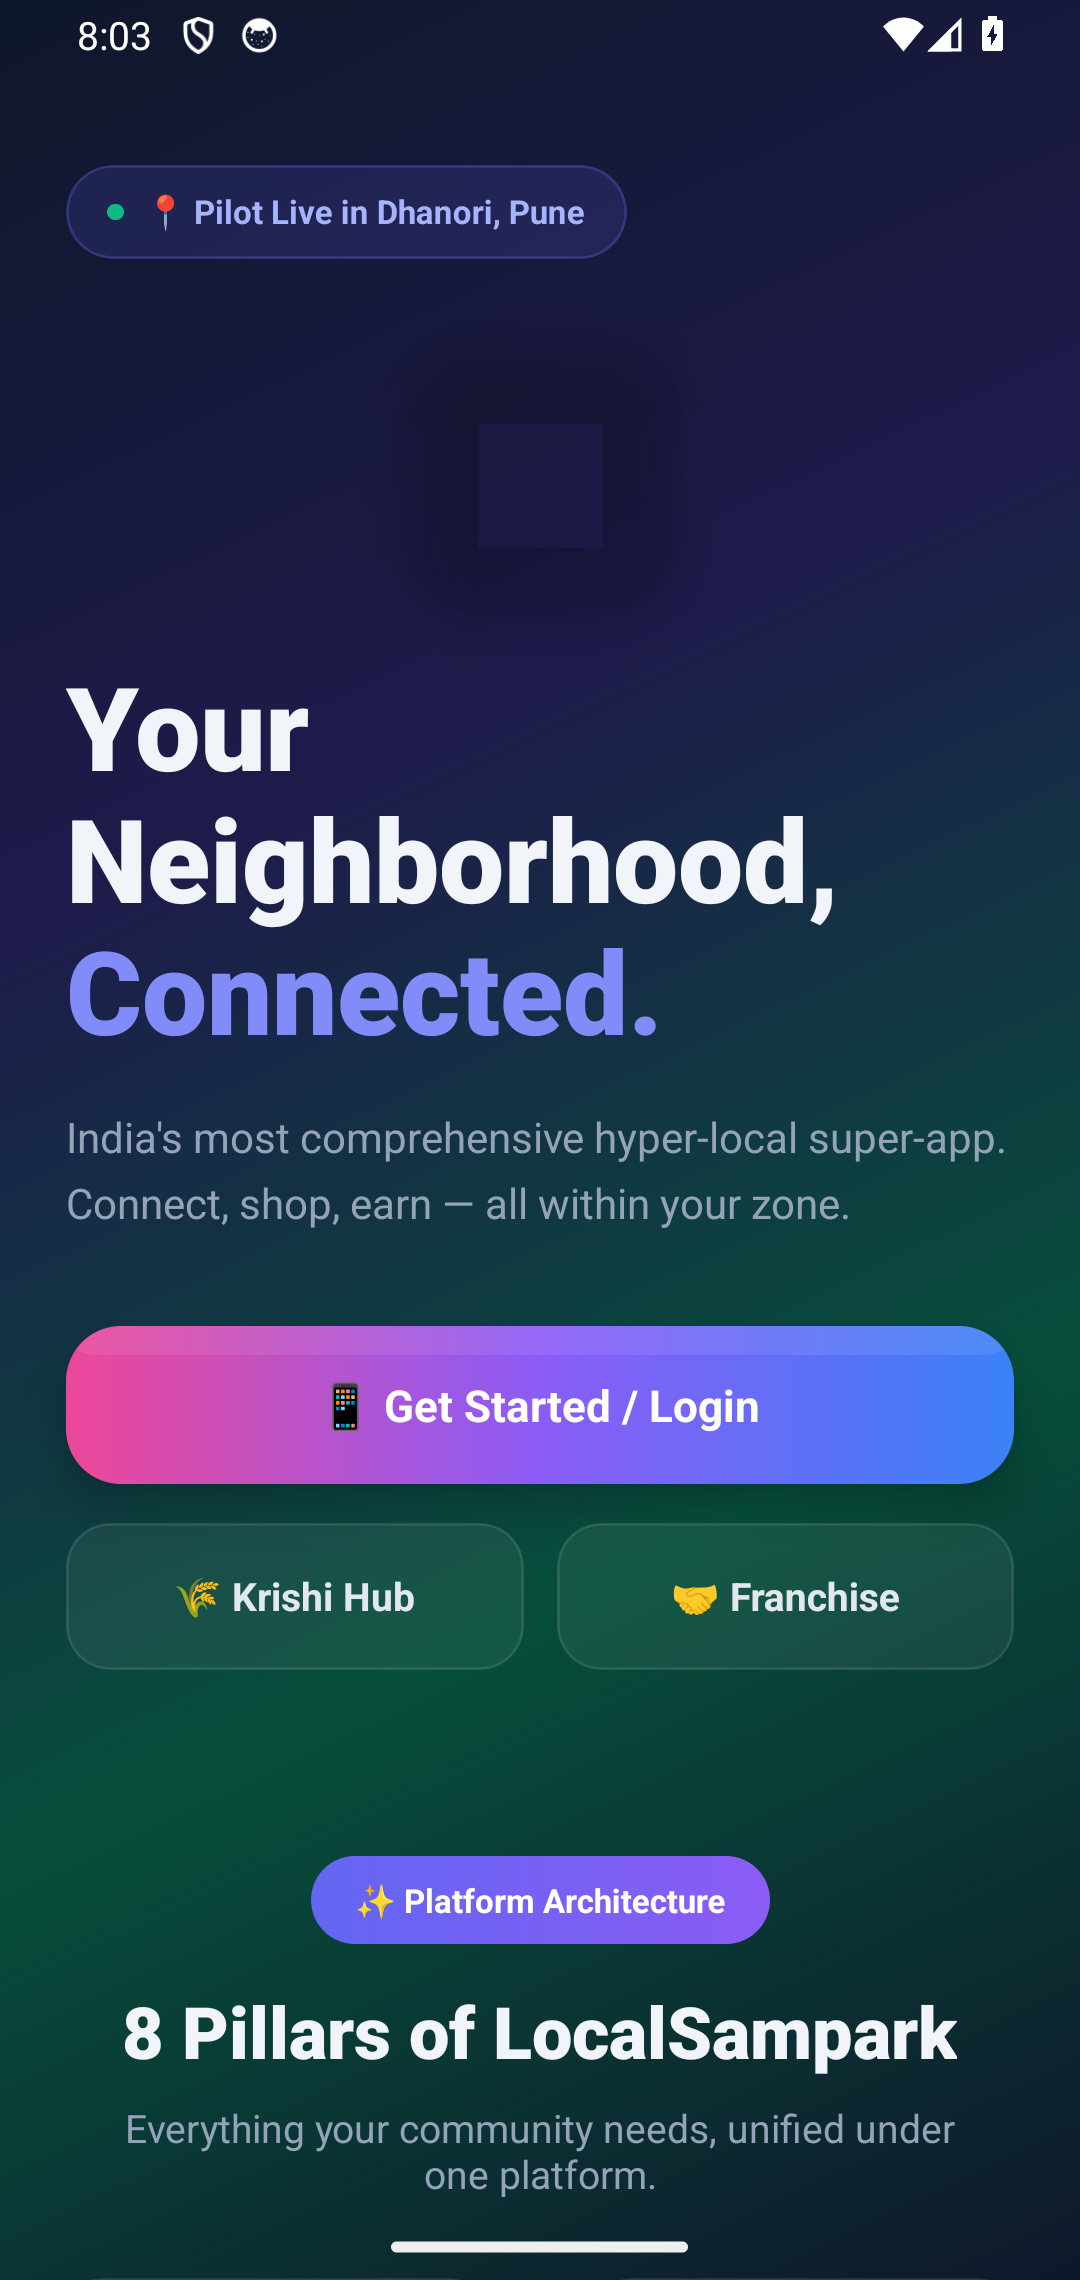 8:03
📍 Pilot Live in Dhanori, Pune
Your
Neighborhood,
Connected.
India's most comprehensive hyper-local super-app.
Connect, shop, earn — all within your zone.
📱 Get Started / Login
🌾 Krishi Hub
🤝 Franchise
✨ Platform Architecture
8 Pillars of LocalSampark
Everything your community needs, unified under
one platform.